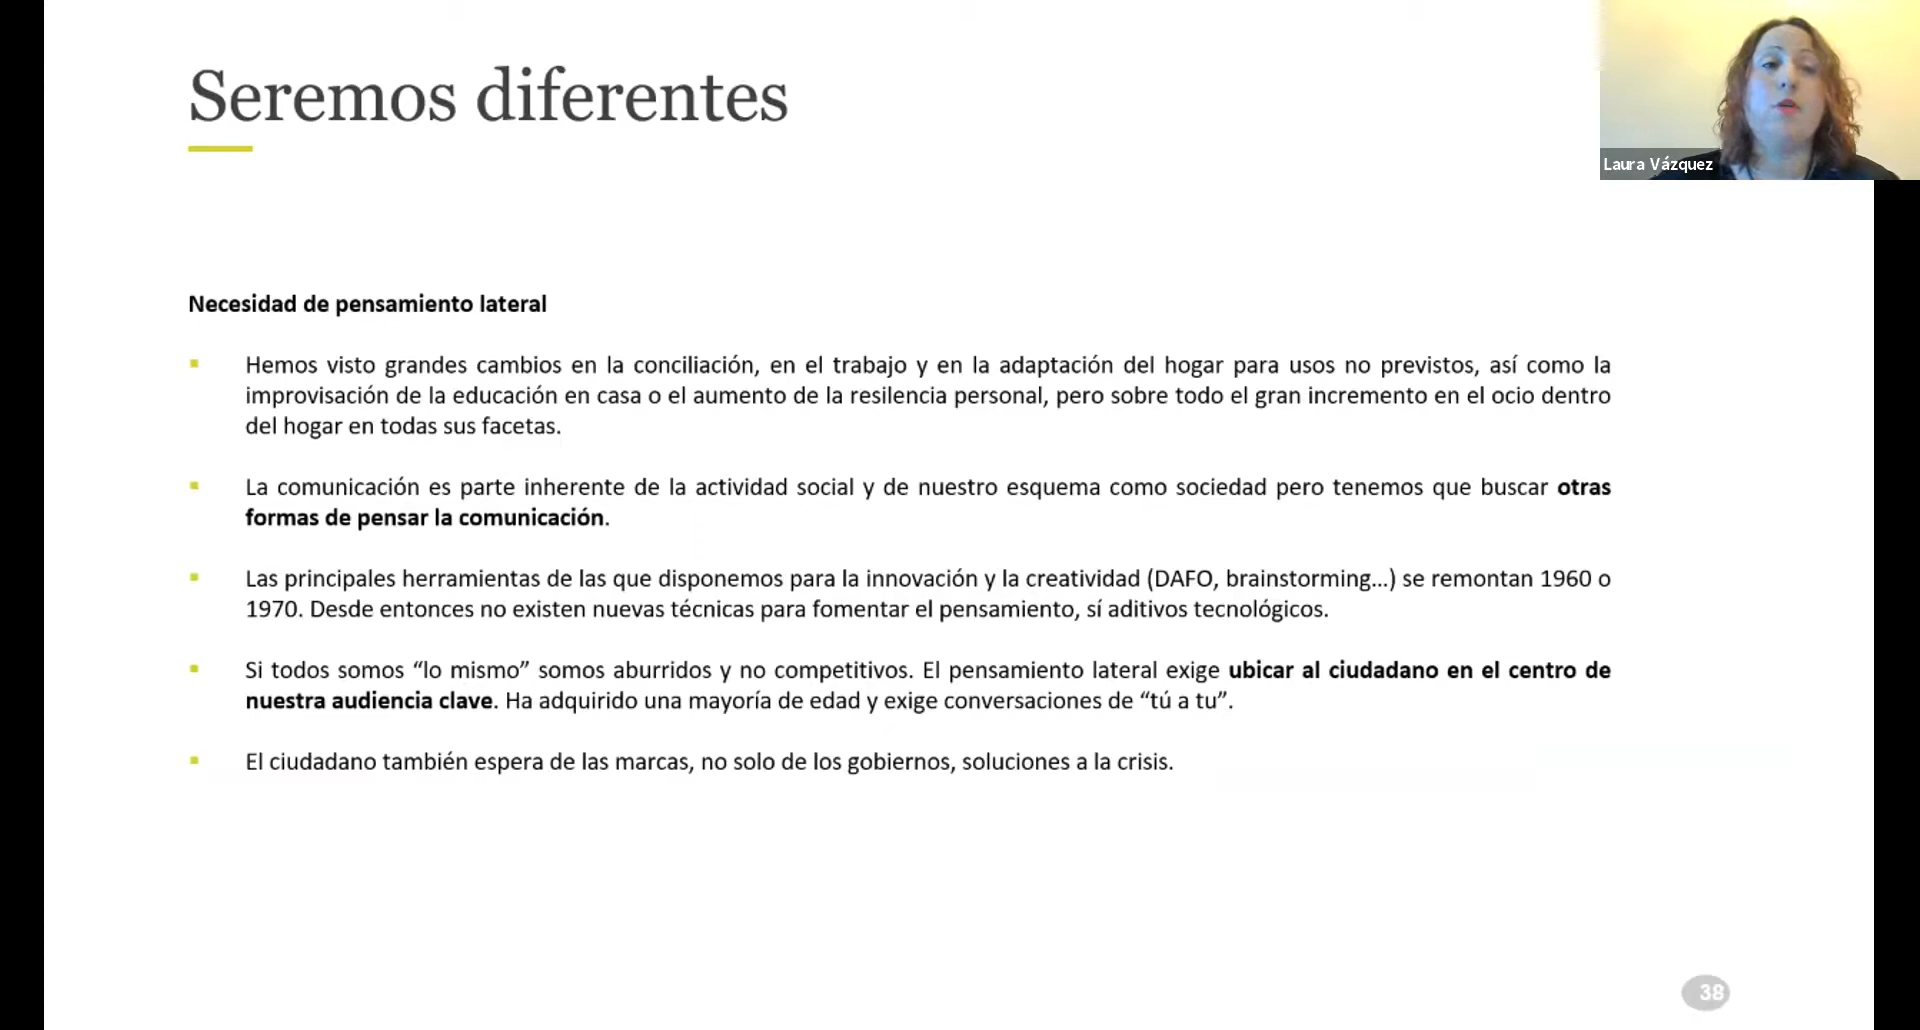 Seremos diferentes
Laura Vázquez
Necesidad de pensamiento lateral
Hemos visto grandes cambios en la conciliación, en el trabajo y en la adaptación del hogar para usos no previstos, así como la
improvisación de la educación en casa o el aumento de la resilencia personal, pero sobre todo el gran incremento en el ocio dentro
del hogar en todas sus facetas.
La comunicación es parte inherente de la actividad social y de nuestro esquema como sociedad pero tenemos que buscar otras
formas de pensar la comunicación.
Las principales herramientas de las que disponemos para la innovación y la creatividad (DAFO, brainstorming...) se remontan 1960 o
1970. Desde entonces no existen nuevas técnicas para fomentar el pensamiento, sí aditivos tecnológicos.
Si todos somos “lo mismo” somos aburridos y no competitivos. El pensamiento lateral exige ubicar al ciudadano en el centro de
nuestra audiencia clave. Ha adquirido una mayoría de edad y exige conversaciones de “tú a tu”.
El ciudadano también espera de las marcas, no solo de los gobiernos, soluciones a la crisis.
38